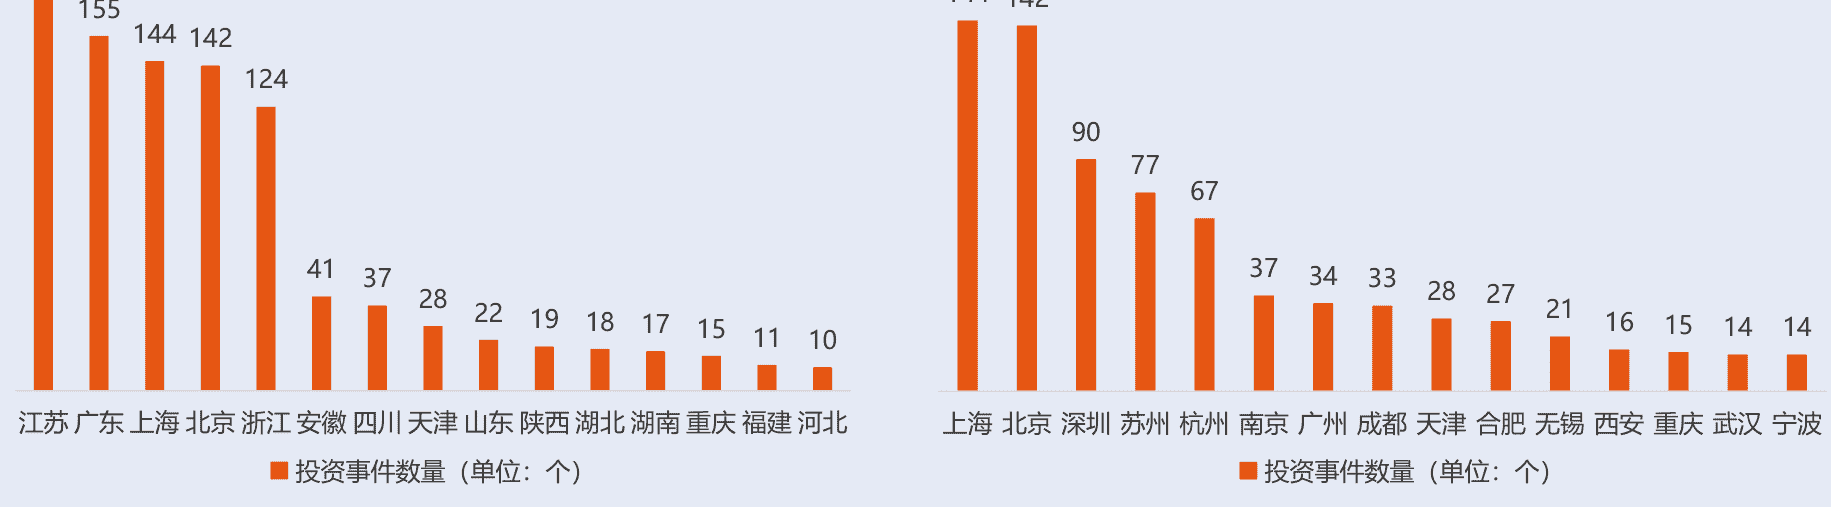 155
144 142
124
41 37 28 22 19 18 17 15 11 10
江苏 广东 上海 北京 浙江 安徽 四川 天津 山东 陕西 湖北 湖南 重庆 福建 河北
投资事件数量（单位：个）
142
90
77
67
37 34 33 28 27 21 16 15 14 14
上海 北京 深圳 苏州 杭州 南京 广州 成都 天津 合肥 无锡 西安 重庆 武汉 宁波
投资事件数量（单位：个）